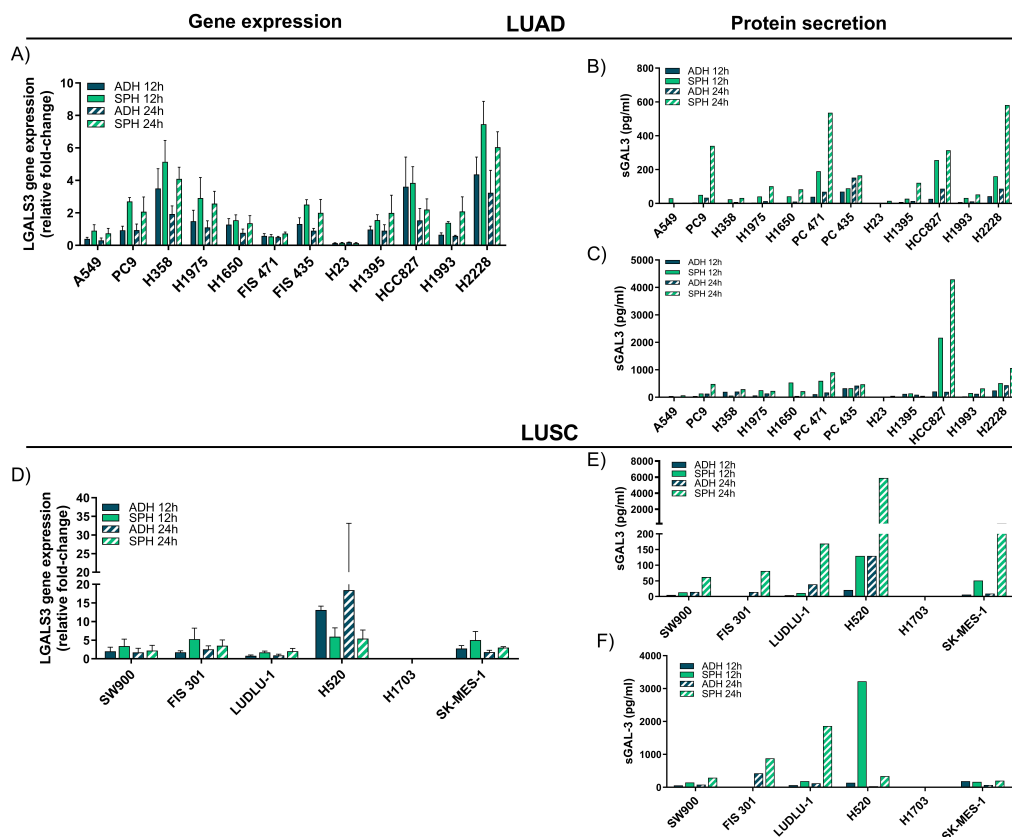 Gene expression
LUAD
Protein secretion
A)
LGALS3 gene expression
(relative fold-change)
10
8
6
4
2
0
ADH 12h
SPH 12h
ADH 24h
SPH 24h
A549
PC9
H358
H1975
H1650
FIS 471
FIS 435
H23
H1395
HCC827
H1993
H2228
B)
sGAL3 (pg/ml)
800
600
400
200
0
ADH 12h
SPH 12h
ADH 24h
SPH 24h
A549
PC9
H358
H1975
H1650
PC 471
PC 435
H23
H1395
HCC827
H1993
H2228
C)
sGAL3 (pg/ml)
5000
4000
3000
2000
1000
0
ADH 12h
SPH 12h
ADH 24h
SPH 24h
A549
PC9
H358
H1975
H1650
PC 471
PC 435
H23
H1395
HCC827
H1993
H2228
LUSC
D)
LGALS3 gene expression
(relative fold-change)
40
35
30
25
20
20
15
10
5
0
ADH 12h
SPH 12h
ADH 24h
SPH 24h
SW900
FIS 301
LUDLU-1
H520
H1703
SK-MES-1
E)
sGAL3 (pg/ml)
8000
6000
4000
2000
200
150
100
50
0
ADH 12h
SPH 12h
ADH 24h
SPH 24h
SW900
FIS 301
LUDLU-1
H520
H1703
SK-MES-1
F)
sGAL-3 (pg/ml)
4000
3000
2000
1000
0
ADH 12h
SPH 12h
ADH 24h
SPH 24h
SW900
FIS 301
LUDLU-1
H520
H1703
SK-MES-1